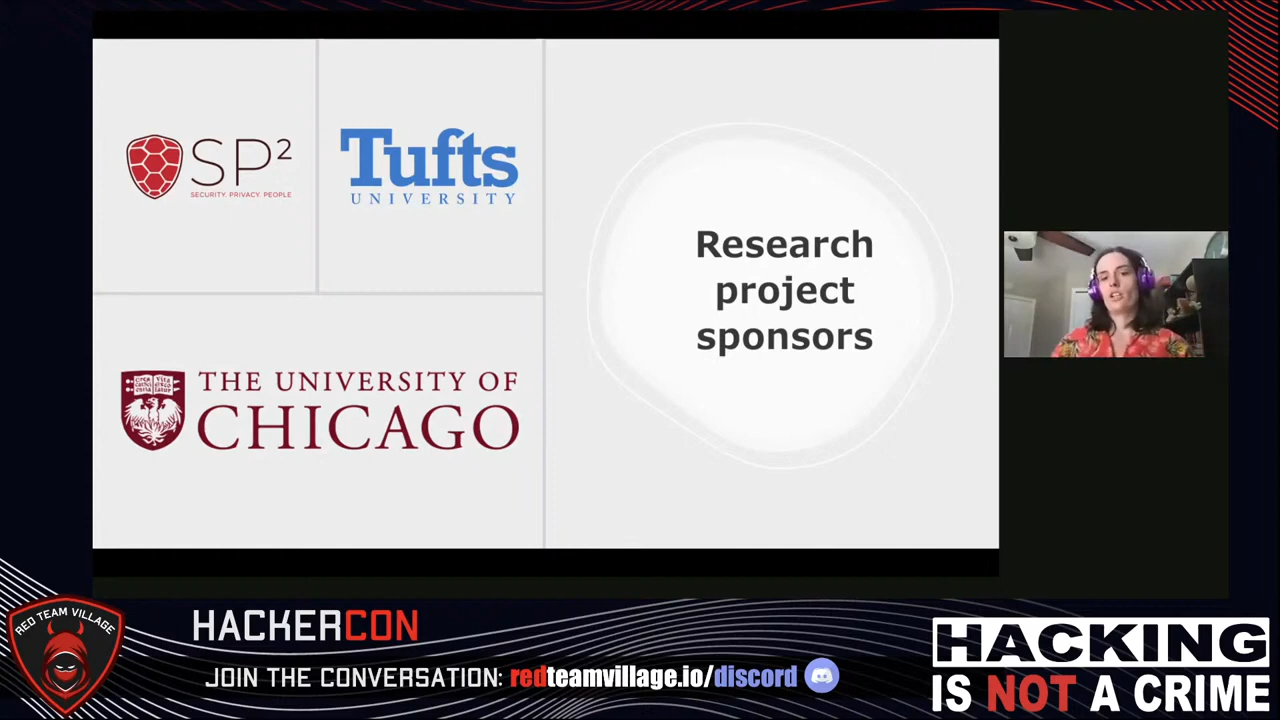 SP²
SECURITY. PRIVACY. PEOPLE
Tufts
UNIVERSITY
THE UNIVERSITY OF
CHICAGO
Research
project
sponsors
RED TEAM VILLAGE
HACKERCON
JOIN THE CONVERSATION: redteamvillage.io/discord
HACKING
IS NOT A CRIME